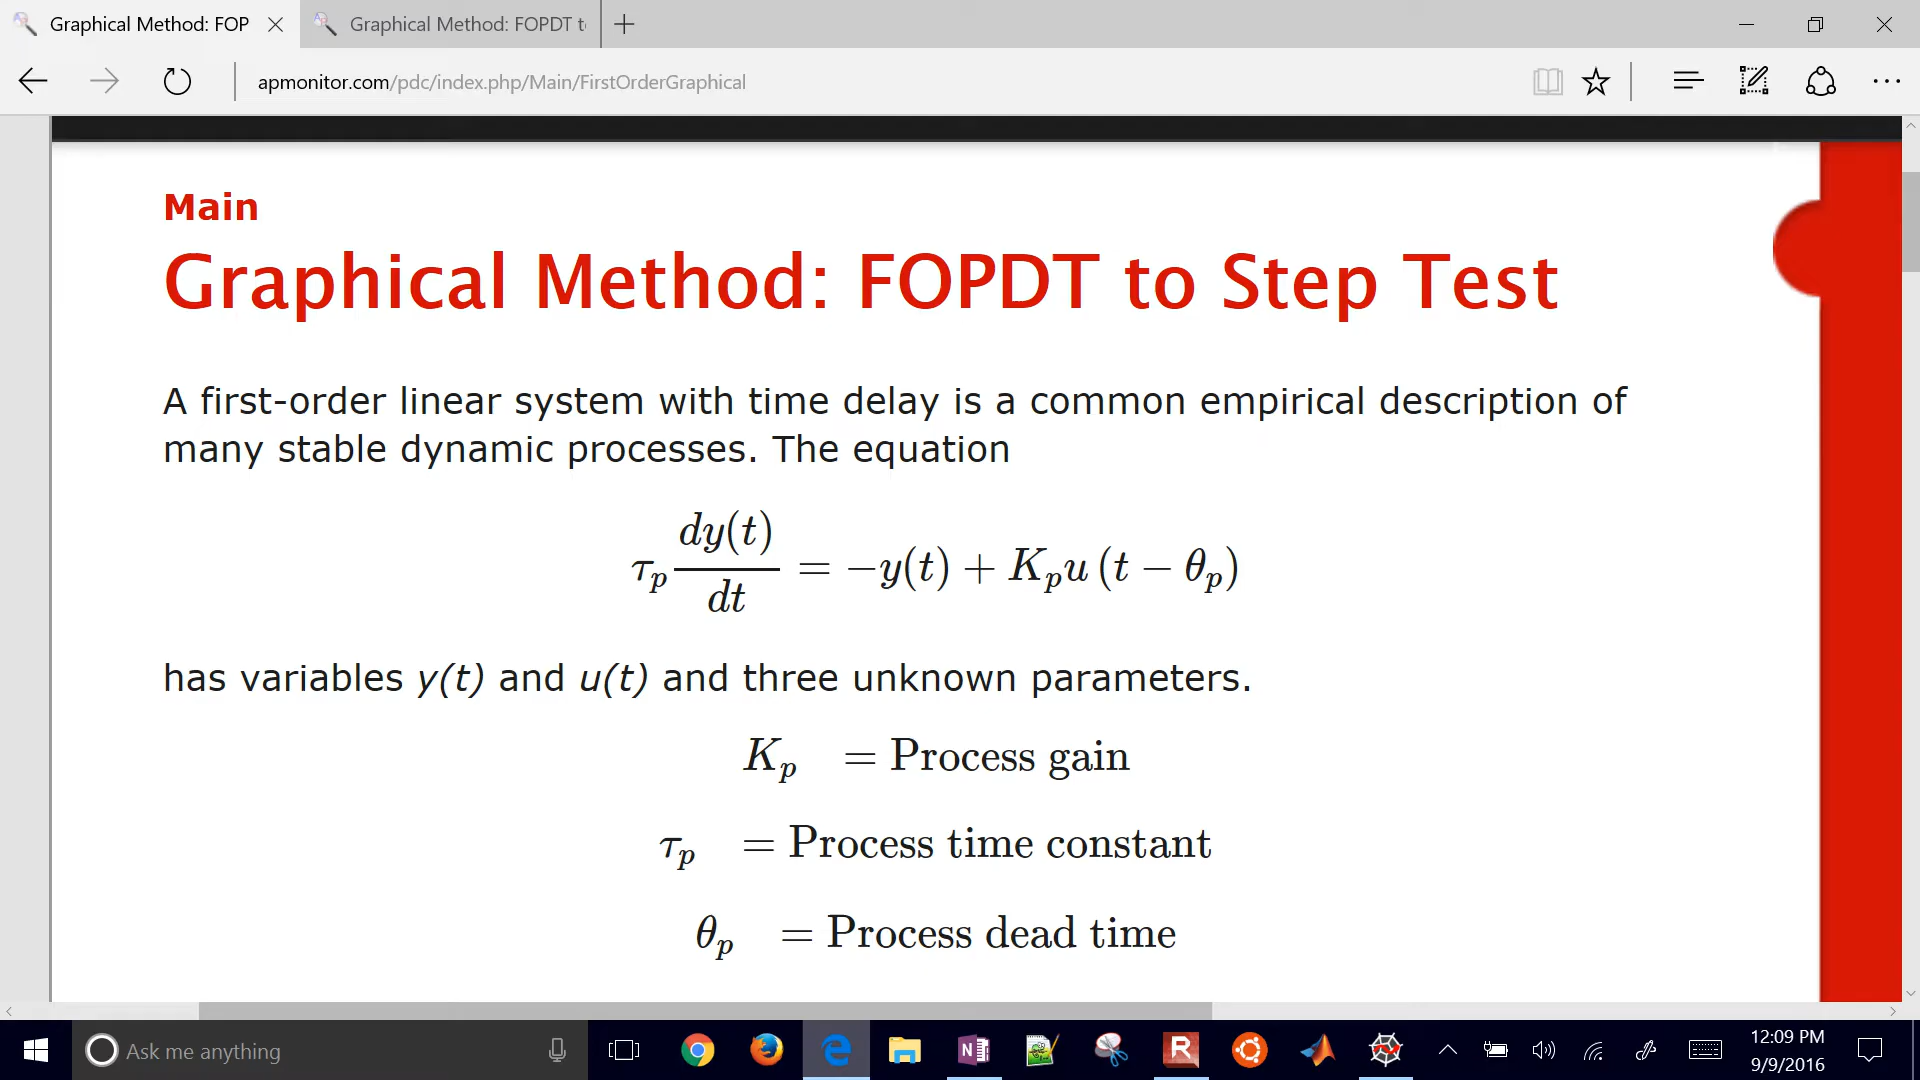 Graphical Method: FOP
Graphical Method: FOPDT t
apmonitor.com/pdc/index.php/Main/FirstOrderGraphical
Main
Graphical Method: FOPDT to Step Test
A first-order linear system with time delay is a common empirical description of
many stable dynamic processes. The equation
τ_p dy(t)/dt = −y(t) + K_p u (t − θ_p)
has variables y(t) and u(t) and three unknown parameters.
K_p = Process gain
τ_p = Process time constant
θ_p = Process dead time
Ask me anything
12:09 PM
9/9/2016